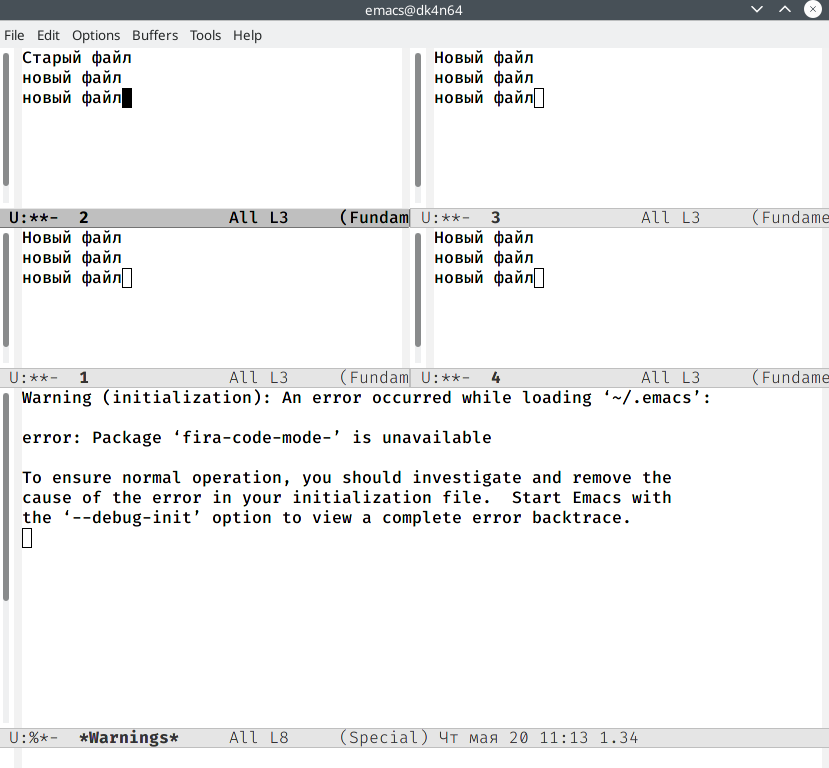 emacs@dk4n64
File Edit Options Buffers Tools Help
Старый файл
новый файл
новый файл
U:**- 2 All L3 (Fundam
Новый файл
новый файл
новый файл
U:**- 3 All L3 (Fundame
Новый файл
новый файл
новый файл
U:**- 1 All L3 (Fundam
Новый файл
новый файл
новый файл
U:**- 4 All L3 (Fundame
Warning (initialization): An error occurred while loading ‘~/.emacs’:
error: Package ‘fira-code-mode-’ is unavailable
To ensure normal operation, you should investigate and remove the
cause of the error in your initialization file. Start Emacs with
the ‘--debug-init’ option to view a complete error backtrace.
U:%*- *Warnings* All L8 (Special) Чт мая 20 11:13 1.34